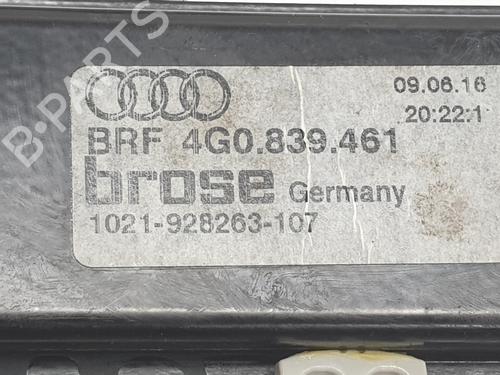 09.06.16
20:22:1
BRF 4G0.839.461
brose Germany
1021-928263-107
B-PARTS